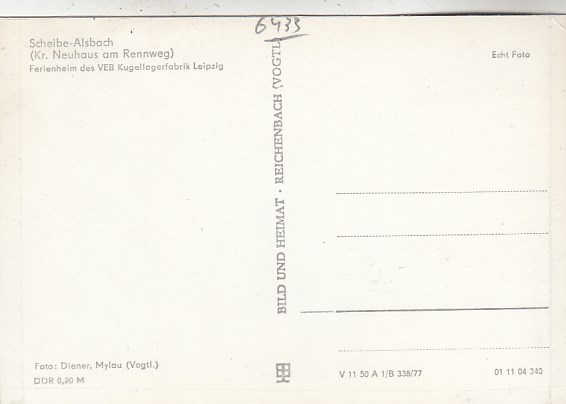 6433
Scheibe-Alsbach
(Kr. Neuhaus am Rennweg)
Ferienheim des VEB Kugellagerfabrik Leipzig
Echt Foto
BILD UND HEIMAT · REICHENBACH (VOGTL
Foto: Diener, Mylau (Vogtl.)
DDR 0,20 M
V 11 50 A 1/B 338/77
01 11 04 340